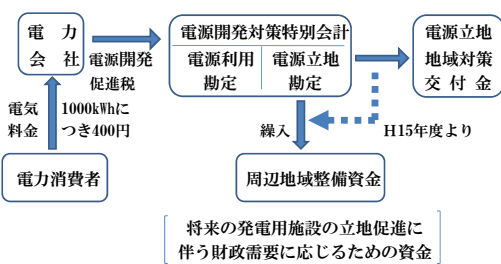 電力
会社
電源開発
促進税
電源開発対策特別会計
電源利用
勘定
電源立地
勘定
電源立地
地域対策
交付金
電気
料金
1000kWhに
つき400円
繰入
H15年度より
電力消費者
周辺地域整備資金
将来の発電用施設の立地促進に
伴う財政需要に応じるための資金